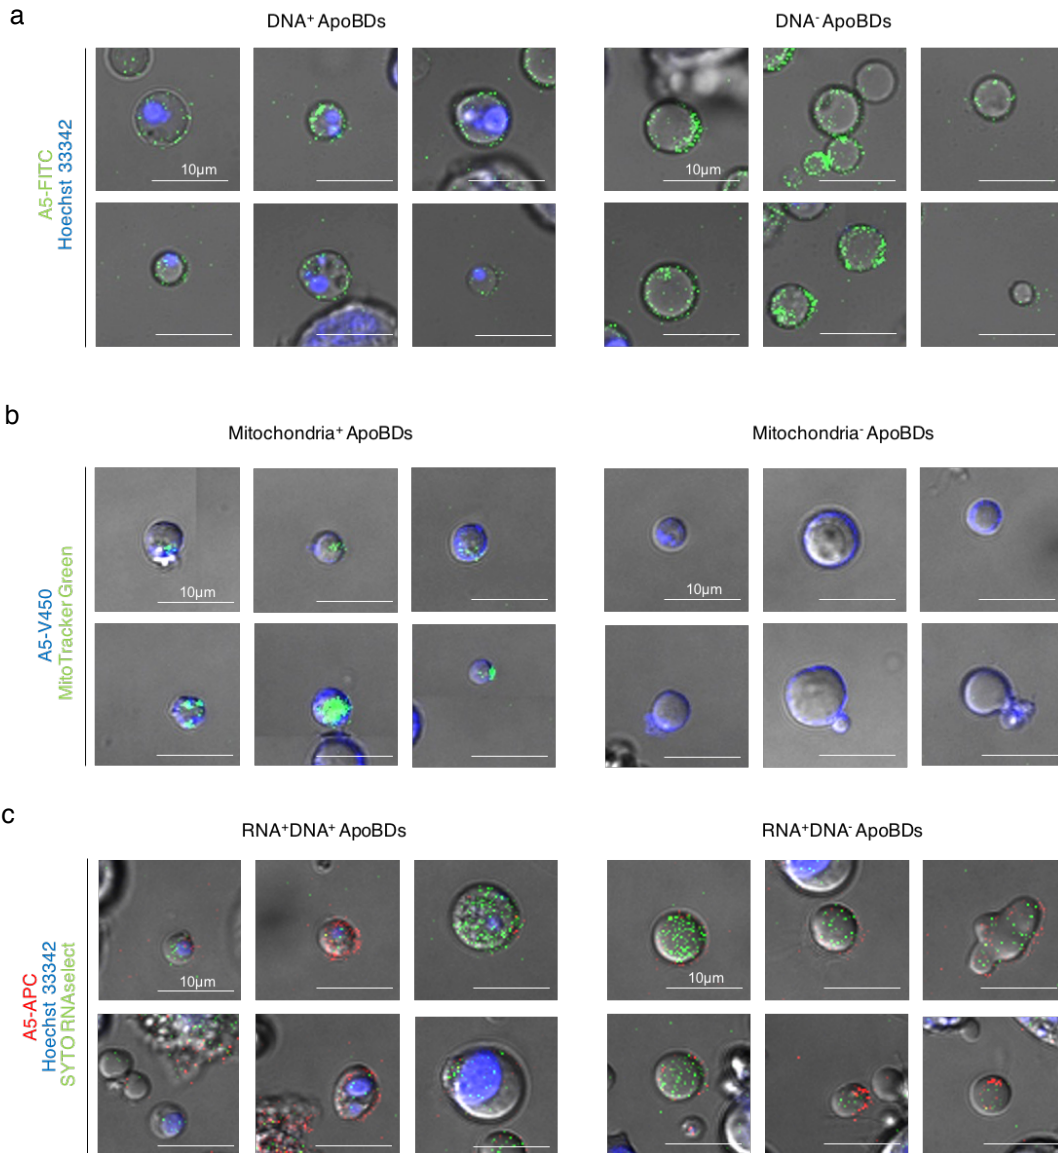 a
DNA⁺ ApoBDs
DNA⁻ ApoBDs
A5-FITC
Hoechst 33342
10µm
10µm
b
Mitochondria⁺ ApoBDs
Mitochondria⁻ ApoBDs
A5-V450
MitoTracker Green
10µm
10µm
c
RNA⁺DNA⁺ ApoBDs
RNA⁺DNA⁻ ApoBDs
A5-APC
Hoechst 33342
SYTO RNAselect
10µm
10µm